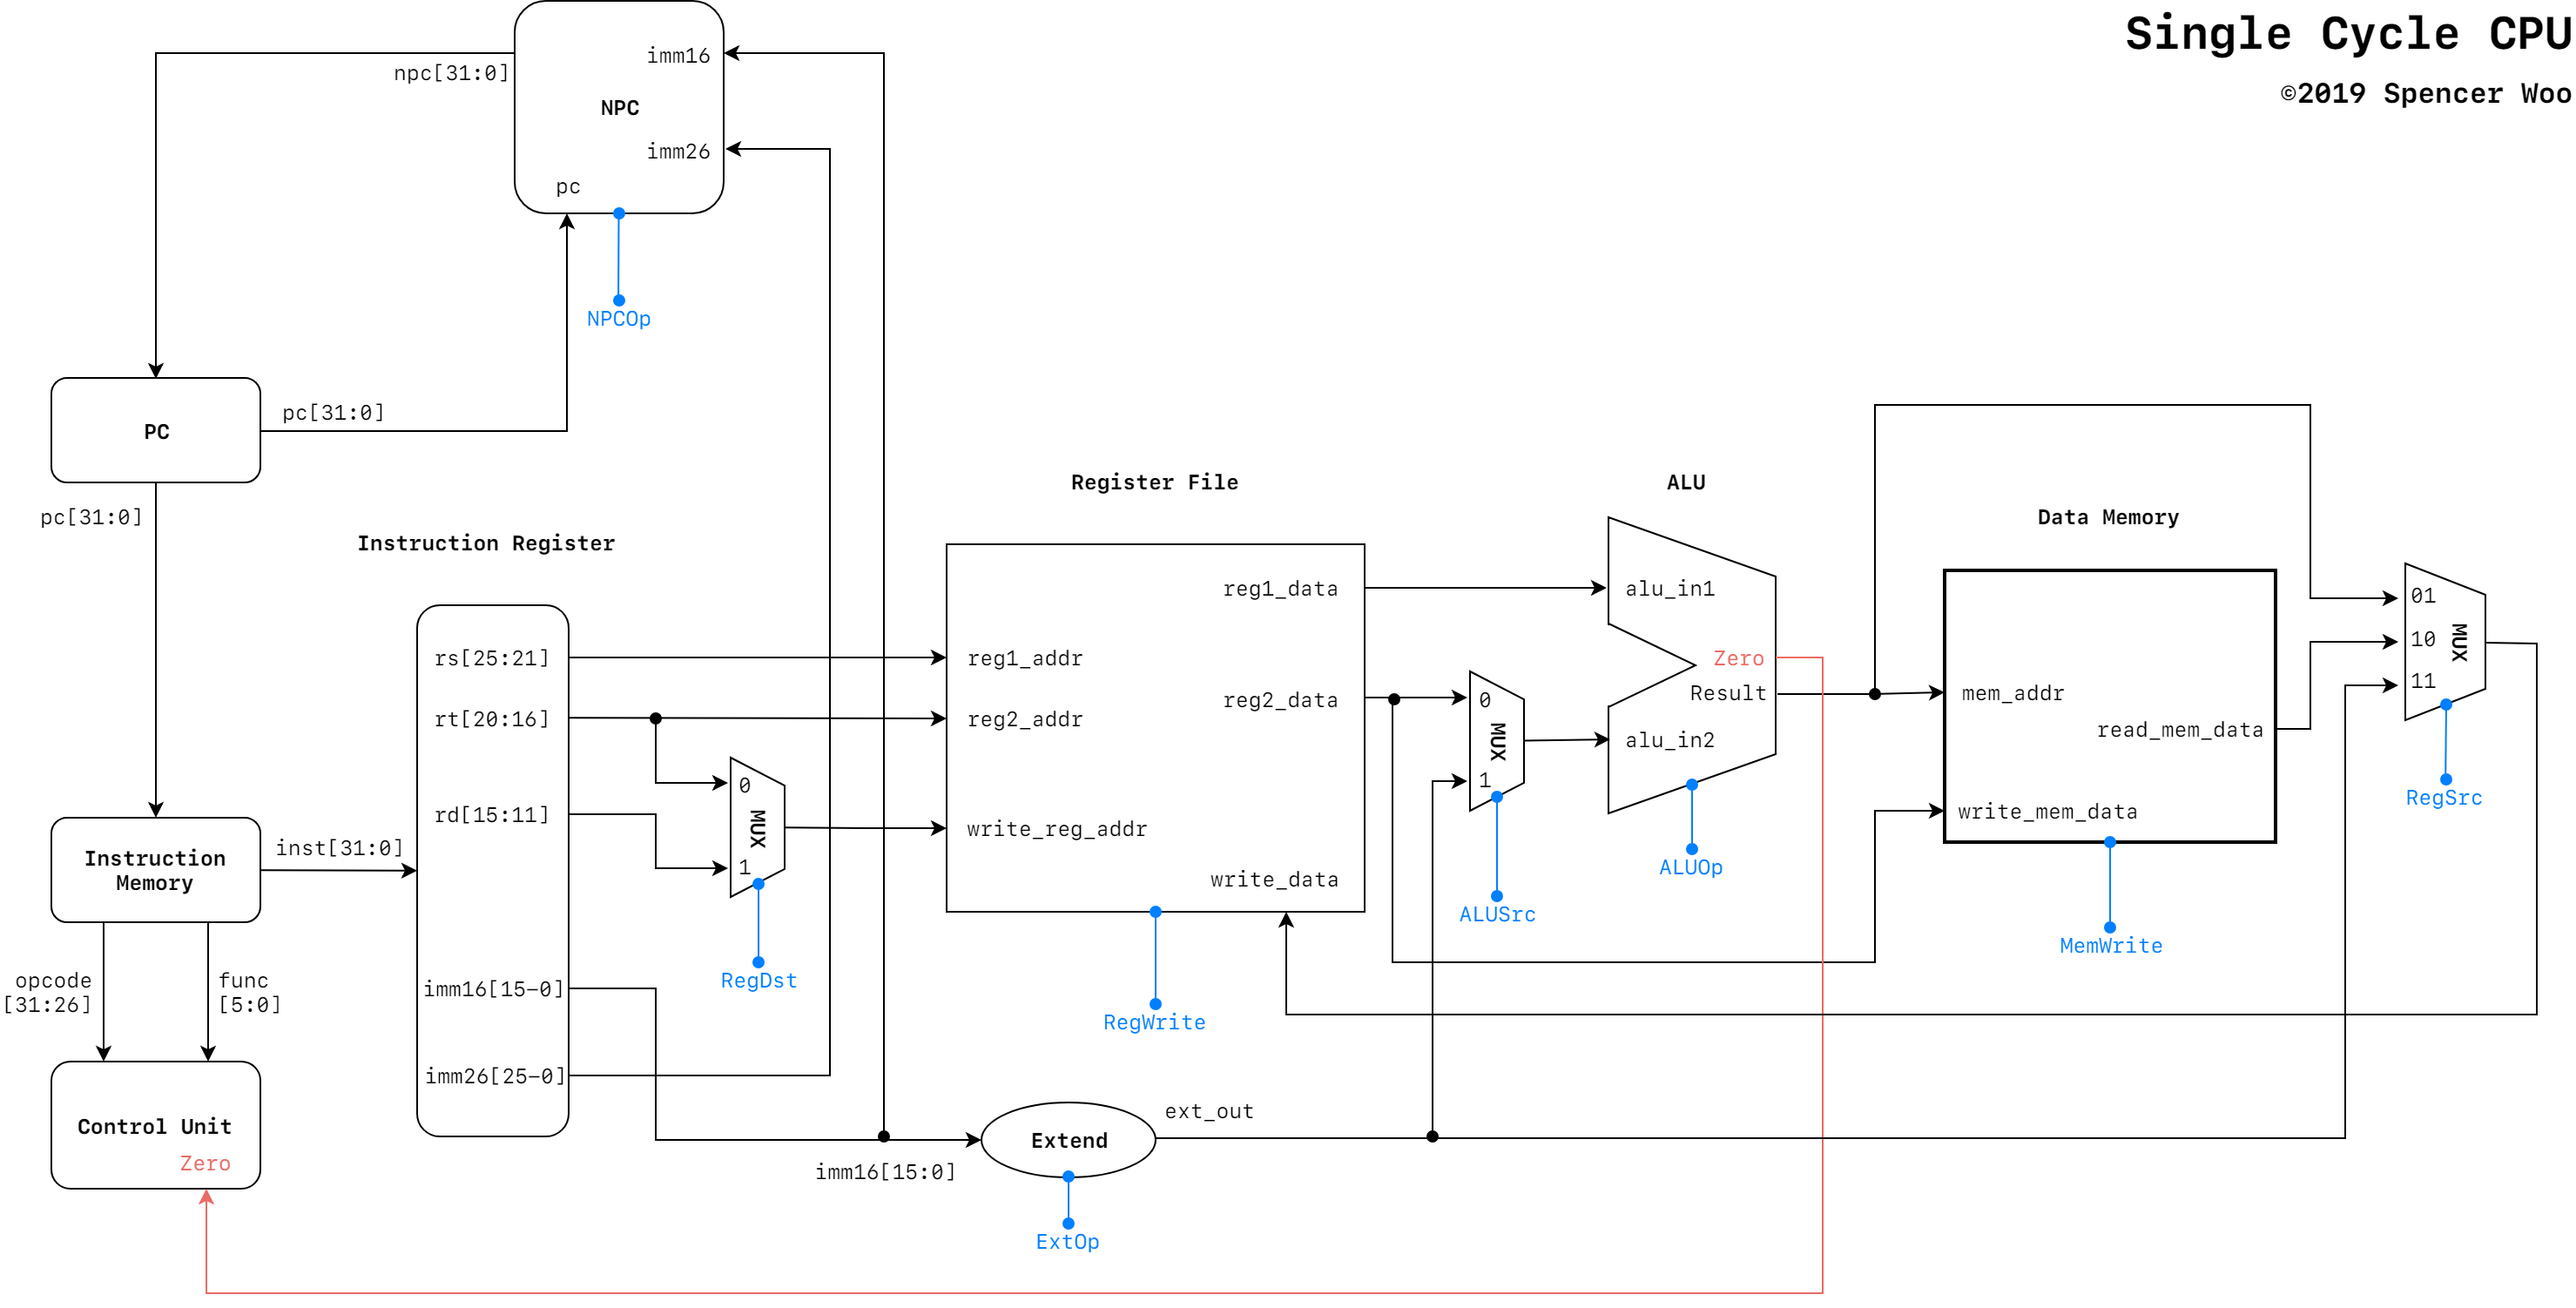 Single Cycle CPU
©2019 Spencer Woo
npc[31:0]
imm16
NPC
imm26
pc
NPCOp
PC
pc[31:0]
pc[31:0]
Instruction Register
rs[25:21]
rt[20:16]
rd[15:11]
imm16[15-0]
imm26[25-0]
Instruction
Memory
inst[31:0]
opcode
[31:26]
func
[5:0]
Control Unit
Zero
0
MUX
1
RegDst
Register File
reg1_data
reg1_addr
reg2_data
reg2_addr
write_reg_addr
write_data
RegWrite
imm16[15:0]
Extend
ext_out
ExtOp
0
MUX
1
ALUSrc
ALU
alu_in1
Zero
Result
alu_in2
ALUOp
Data Memory
mem_addr
read_mem_data
write_mem_data
MemWrite
01
10
11
MUX
RegSrc